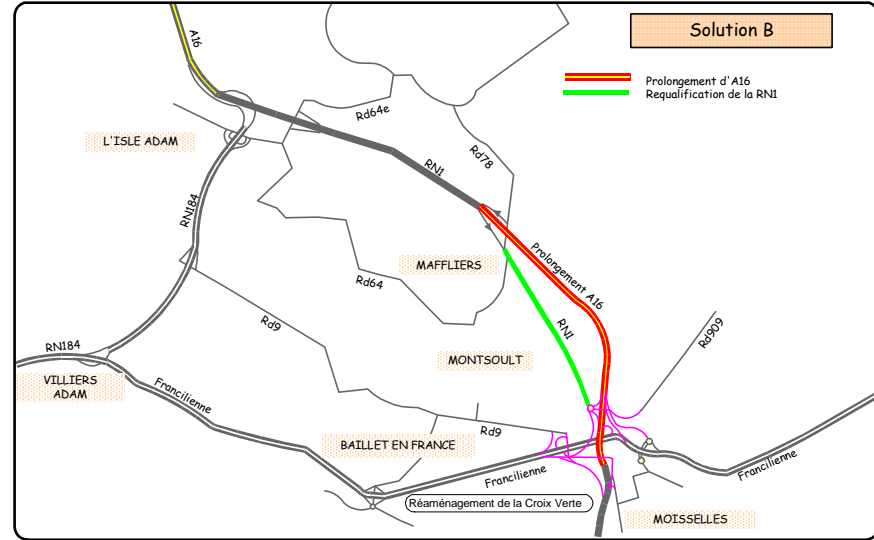 A16
Solution B
Prolongement d'A16
Requalification de la RN1
Rd64e
L'ISLE ADAM
RN1
Rd78
RN184
MAFFLIERS
Prolongement A16
Rd64
Rd9
RN1
Rd909
RN184
MONTSOULT
VILLIERS
ADAM
Francilienne
BAILLET EN FRANCE
Rd9
Francilienne
Francilienne
Réaménagement de la Croix Verte
MOISSELLES